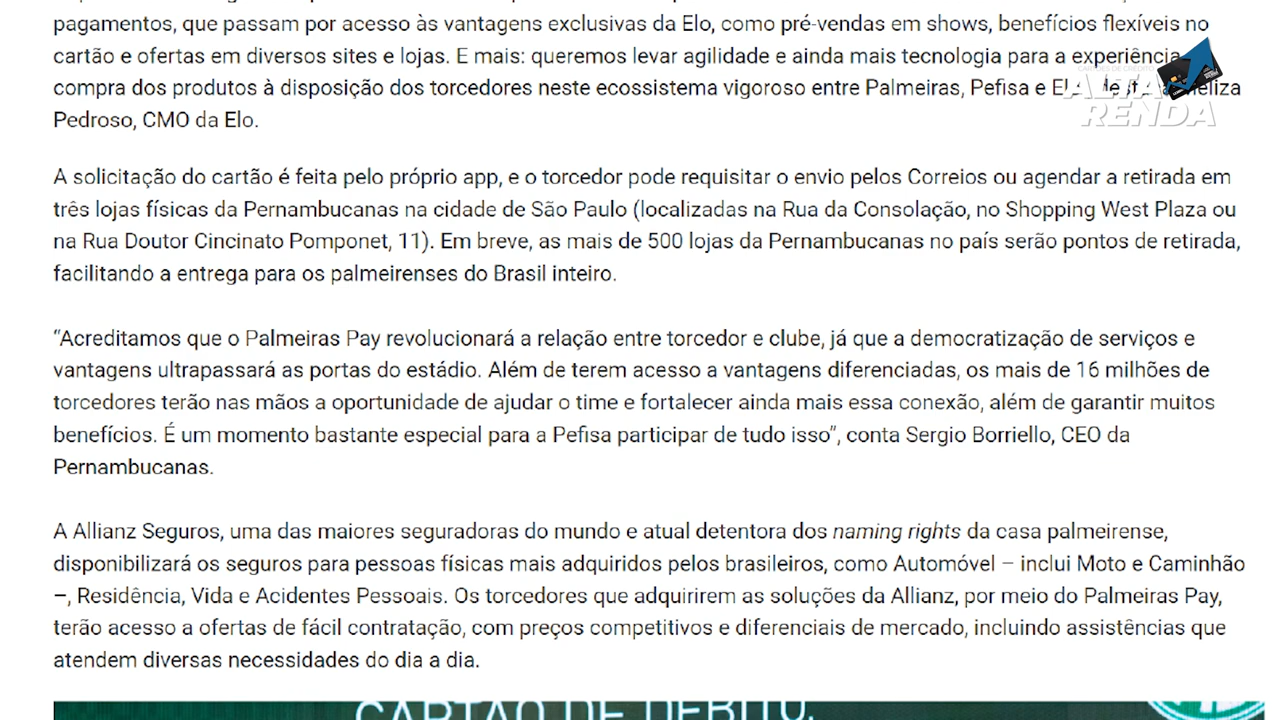 pagamentos, que passam por acesso às vantagens exclusivas da Elo, como pré-vendas em shows, benefícios flexíveis no
cartão e ofertas em diversos sites e lojas. E mais: queremos levar agilidade e ainda mais tecnologia para a experiência
compra dos produtos à disposição dos torcedores neste ecossistema vigoroso entre Palmeiras, Pefisa e
Pedroso, CMO da Elo.
ALTA
RENDA
A solicitação do cartão é feita pelo próprio app, e o torcedor pode requisitar o envio pelos Correios ou agendar a retirada em
três lojas físicas da Pernambucanas na cidade de São Paulo (localizadas na Rua da Consolação, no Shopping West Plaza ou
na Rua Doutor Cincinato Pomponet, 11). Em breve, as mais de 500 lojas da Pernambucanas no país serão pontos de retirada,
facilitando a entrega para os palmeirenses do Brasil inteiro.
“Acreditamos que o Palmeiras Pay revolucionará a relação entre torcedor e clube, já que a democratização de serviços e
vantagens ultrapassará as portas do estádio. Além de terem acesso a vantagens diferenciadas, os mais de 16 milhões de
torcedores terão nas mãos a oportunidade de ajudar o time e fortalecer ainda mais essa conexão, além de garantir muitos
benefícios. É um momento bastante especial para a Pefisa participar de tudo isso”, conta Sergio Borriello, CEO da
Pernambucanas.
A Allianz Seguros, uma das maiores seguradoras do mundo e atual detentora dos naming rights da casa palmeirense,
disponibilizará os seguros para pessoas físicas mais adquiridos pelos brasileiros, como Automóvel – inclui Moto e Caminhão
–, Residência, Vida e Acidentes Pessoais. Os torcedores que adquirirem as soluções da Allianz, por meio do Palmeiras Pay,
terão acesso a ofertas de fácil contratação, com preços competitivos e diferenciais de mercado, incluindo assistências que
atendem diversas necessidades do dia a dia.
CARTÃO DE DÉBITO,